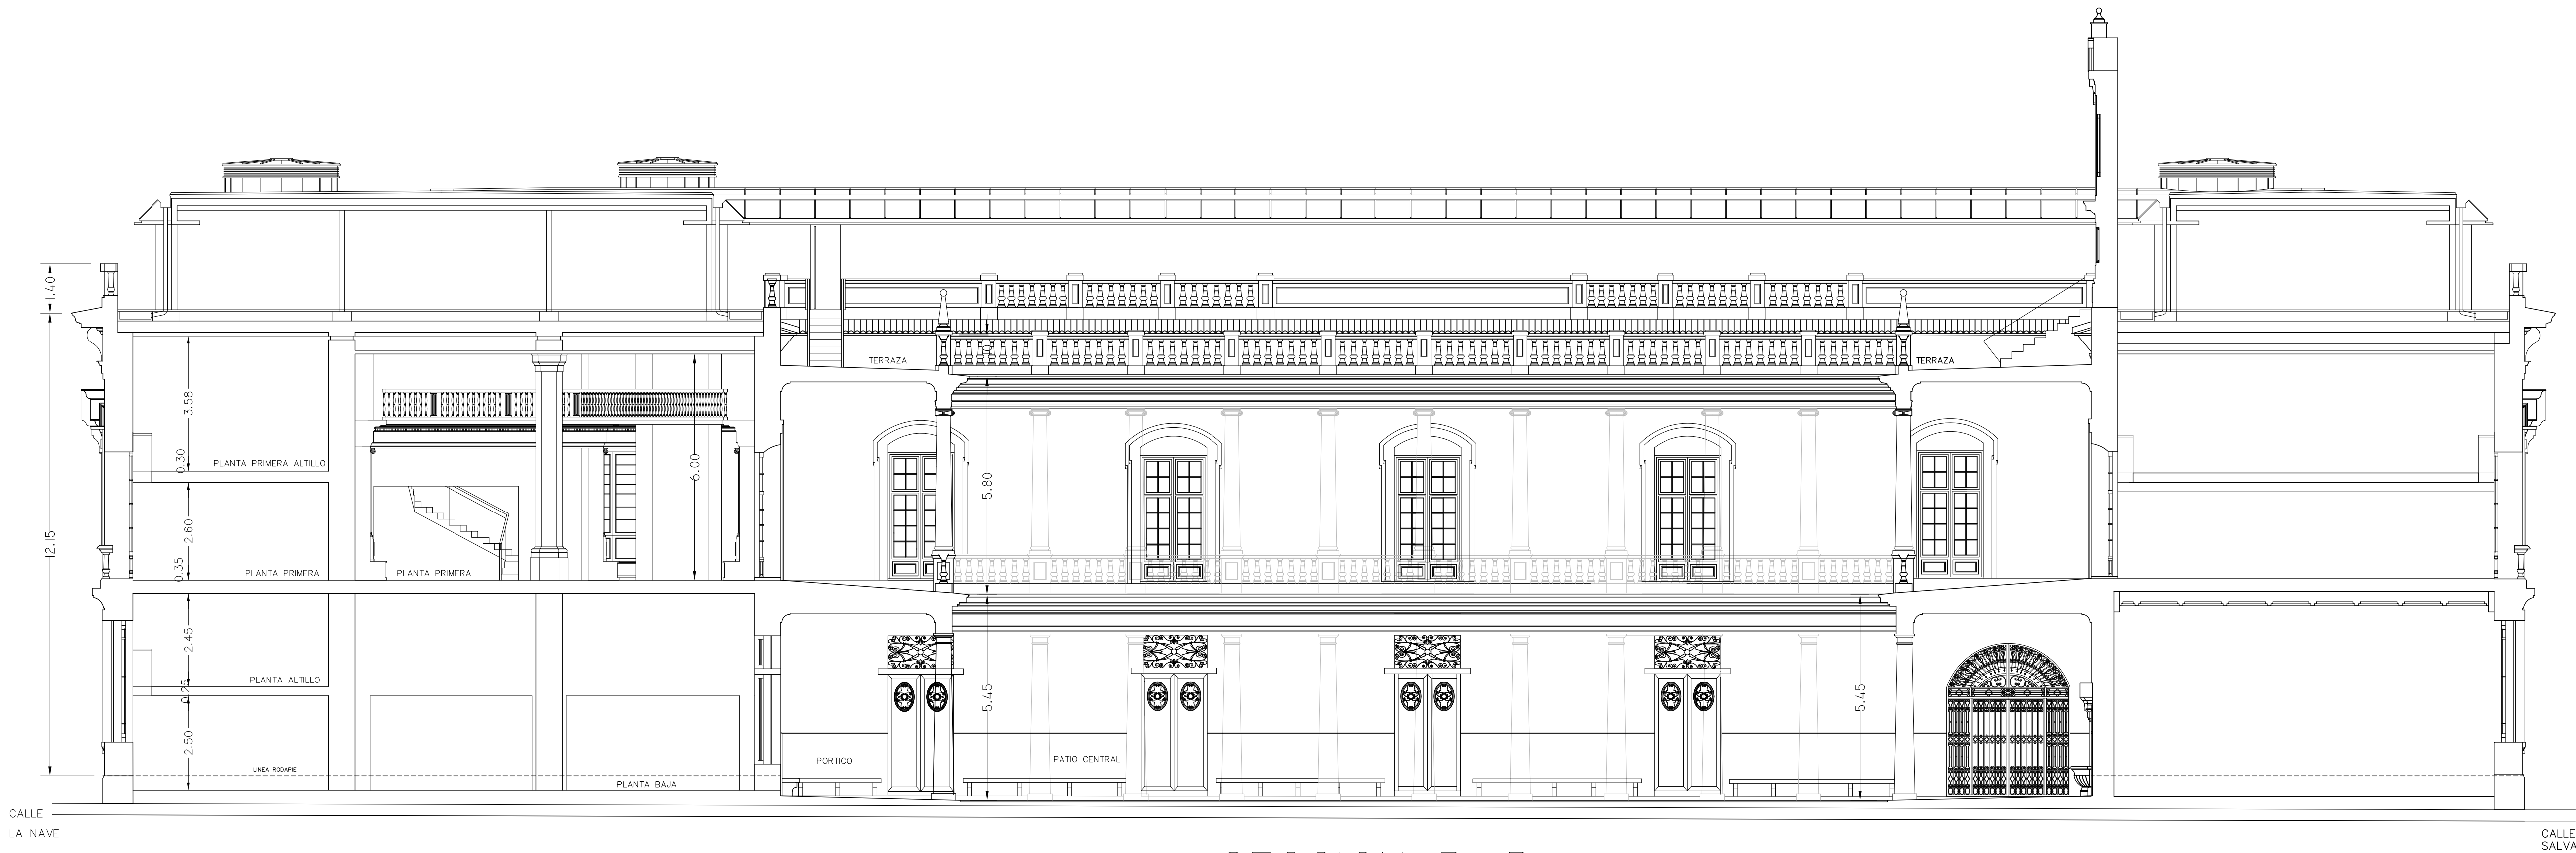 1.40
12.15
3.58
0.30
PLANTA PRIMERA ALTILLO
2.60
0.35
PLANTA PRIMERA
PLANTA PRIMERA
6.00
TERRAZA
5.80
TERRAZA
2.45
PLANTA ALTILLO
0.25
2.50
LINEA RODAPIE
PLANTA BAJA
PORTICO
5.45
PATIO CENTRAL
5.45
CALLE
LA NAVE
CALLE
SALVA